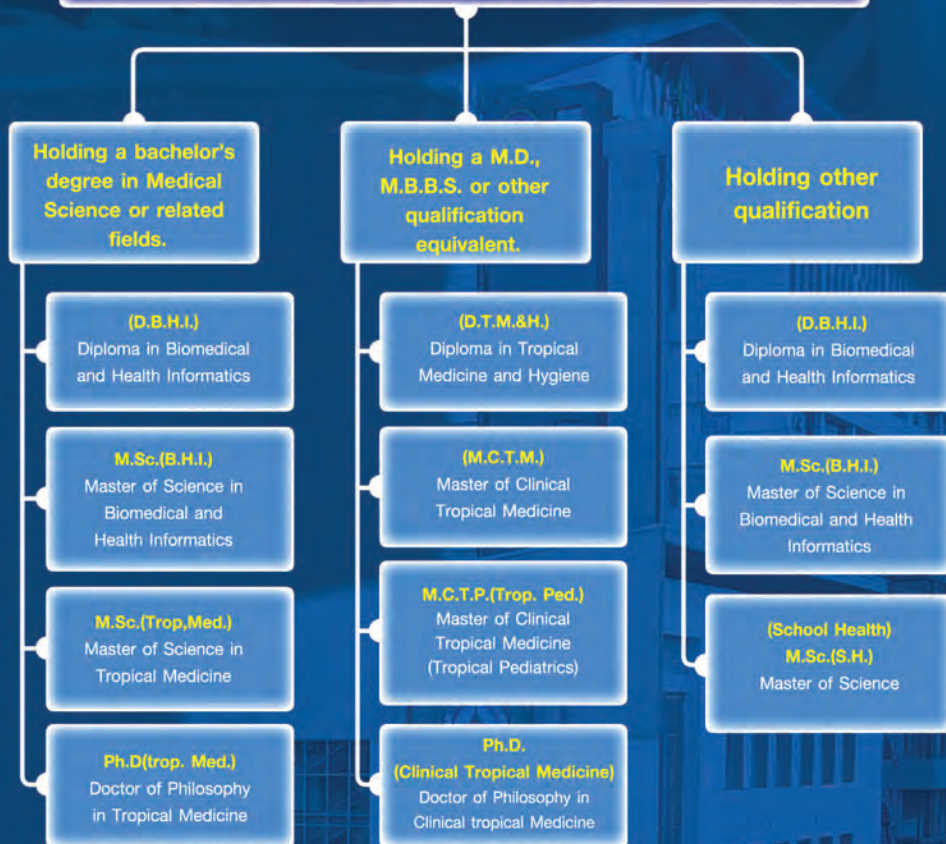 Holding a bachelor's
degree in Medical
Science or related
fields.
(D.B.H.I.)
Diploma in Biomedical
and Health Informatics
M.Sc.(B.H.I.)
Master of Science in
Biomedical and
Health Informatics
M.Sc.(Trop,Med.)
Master of Science in
Tropical Medicine
Ph.D(trop. Med.)
Doctor of Philosophy
in Tropical Medicine
Holding a M.D.,
M.B.B.S. or other
qualification
equivalent.
(D.T.M.&H.)
Diploma in Tropical
Medicine and Hygiene
(M.C.T.M.)
Master of Clinical
Tropical Medicine
M.C.T.P.(Trop. Ped.)
Master of Clinical
Tropical Medicine
(Tropical Pediatrics)
Ph.D.
(Clinical Tropical Medicine)
Doctor of Philosophy in
Clinical tropical Medicine
Holding other
qualification
(D.B.H.I.)
Diploma in Biomedical
and Health Informatics
M.Sc.(B.H.I.)
Master of Science in
Biomedical and Health
Informatics
(School Health)
M.Sc.(S.H.)
Master of Science